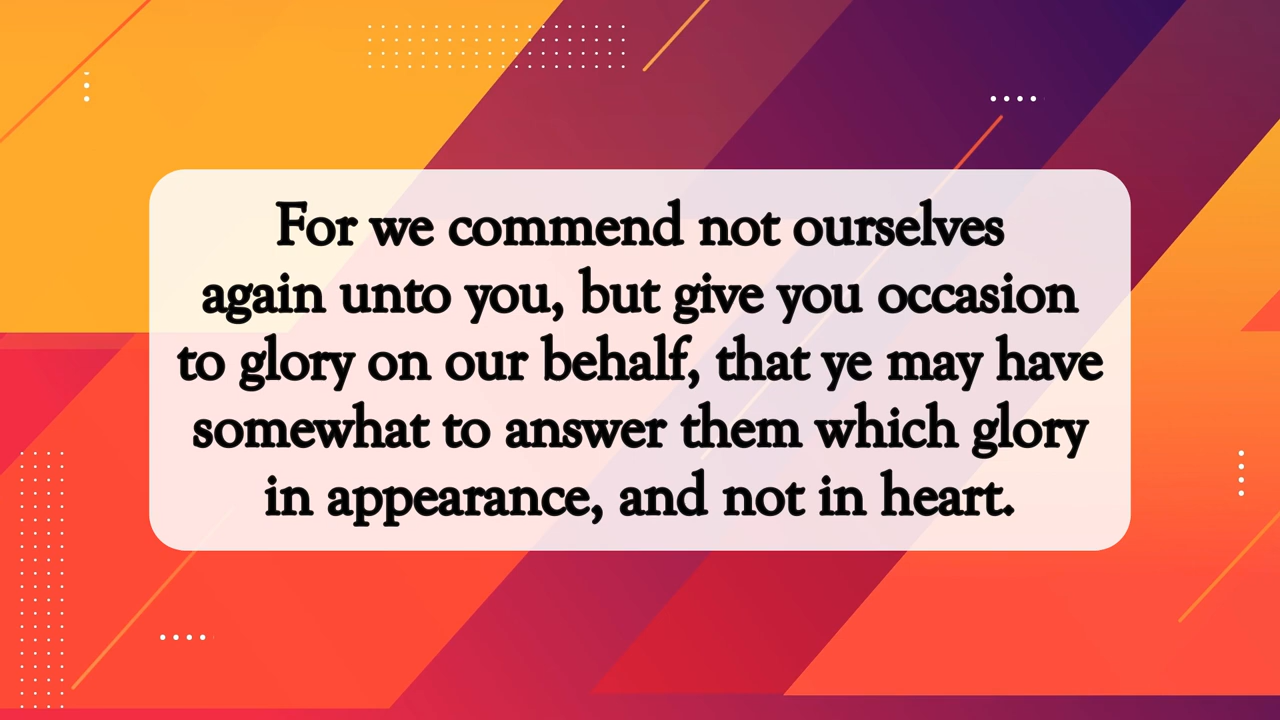 For we commend not ourselves
again unto you, but give you occasion
to glory on our behalf, that ye may have
somewhat to answer them which glory
in appearance, and not in heart.